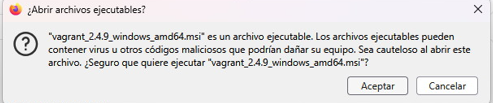 ¿Abrir archivos ejecutables?
"vagrant_2.4.9_windows_amd64.msi" es un archivo ejecutable. Los archivos ejecutables pueden
contener virus u otros códigos maliciosos que podrían dañar su equipo. Sea cauteloso al abrir este
archivo. ¿Seguro que quiere ejecutar "vagrant_2.4.9_windows_amd64.msi"?
Aceptar Cancelar